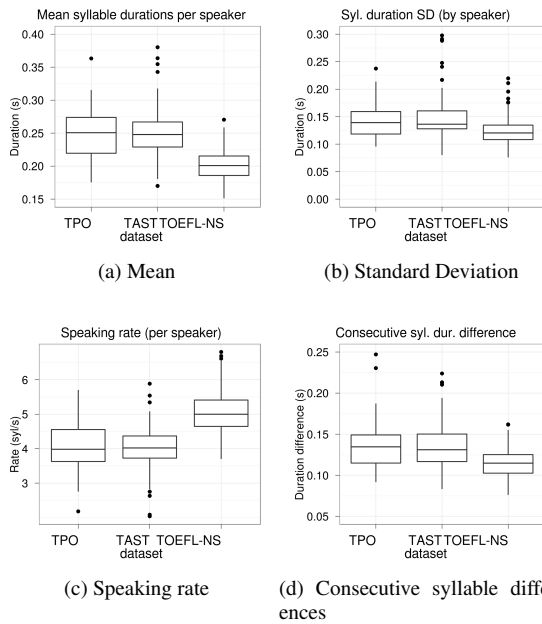 Mean syllable durations per speaker
0.40
0.35
0.30
0.25
0.20
0.15
Duration (s)
TPO TAST TOEFL-NS
dataset
(a) Mean
Syl. duration SD (by speaker)
0.30
0.25
0.20
0.15
0.10
0.05
0.00
Duration (s)
TPO TAST TOEFL-NS
dataset
(b) Standard Deviation
Speaking rate (per speaker)
6
5
4
3
Rate (syl/s)
TPO TAST TOEFL-NS
dataset
(c) Speaking rate
Consecutive syl. dur. difference
0.25
0.20
0.15
0.10
0.05
Duration difference (s)
TPO TAST TOEFL-NS
dataset
(d) Consecutive syllable differ
ences